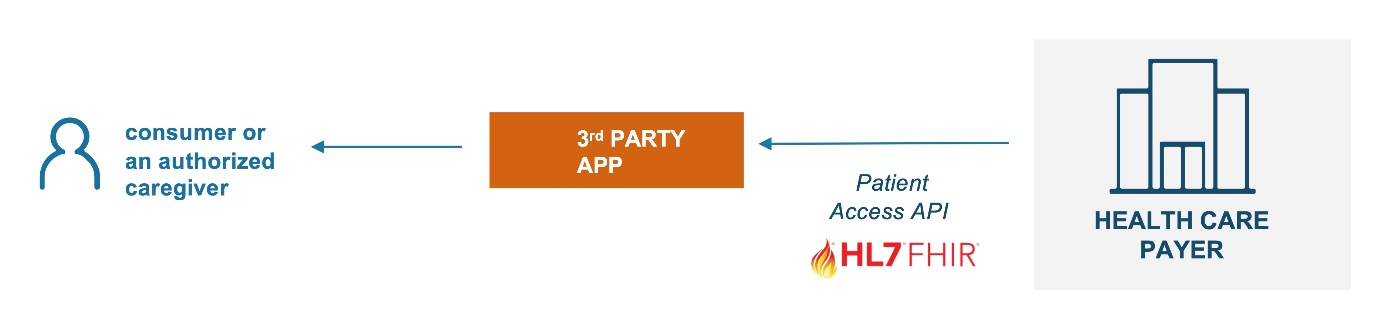 consumer or
an authorized
caregiver
3rd PARTY
APP
Patient
Access API
HL7® FHIR®
HEALTH CARE
PAYER